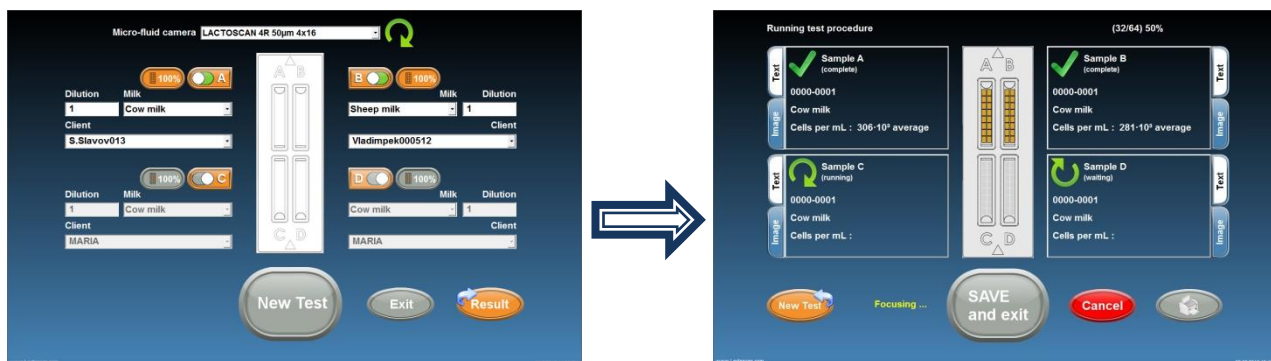 Micro-fluid camera LACTOSCAN 4R 50µm 4x16
100% A
Dilution Milk
1 Cow milk
Client
S.Slavov013
A B
B 100%
Milk Dilution
Sheep milk 1
Client
Vladimpek000512
100% C
Dilution Milk
1 Cow milk
Client
MARIA
C D
D 100%
Milk Dilution
Cow milk 1
Client
MARIA
New Test
Exit
Result
Running test procedure
(32/64) 50%
Text
Image
Sample A
(complete)
0000-0001
Cow milk
Cells per mL : 306·10³ average
A B
Sample B
(complete)
0000-0001
Cow milk
Cells per mL : 281·10³ average
Text
Image
Text
Image
Sample C
(running)
0000-0001
Cow milk
Cells per mL :
C D
Sample D
(waiting)
0000-0001
Cow milk
Cells per mL :
Text
Image
New Test
Focusing ...
SAVE
and exit
Cancel